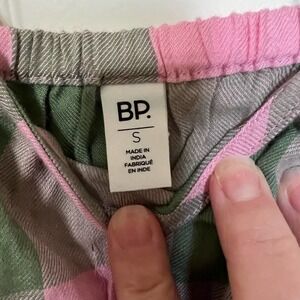 BP.
S
MADE IN
INDIA
FABRIQUÉ
EN INDE